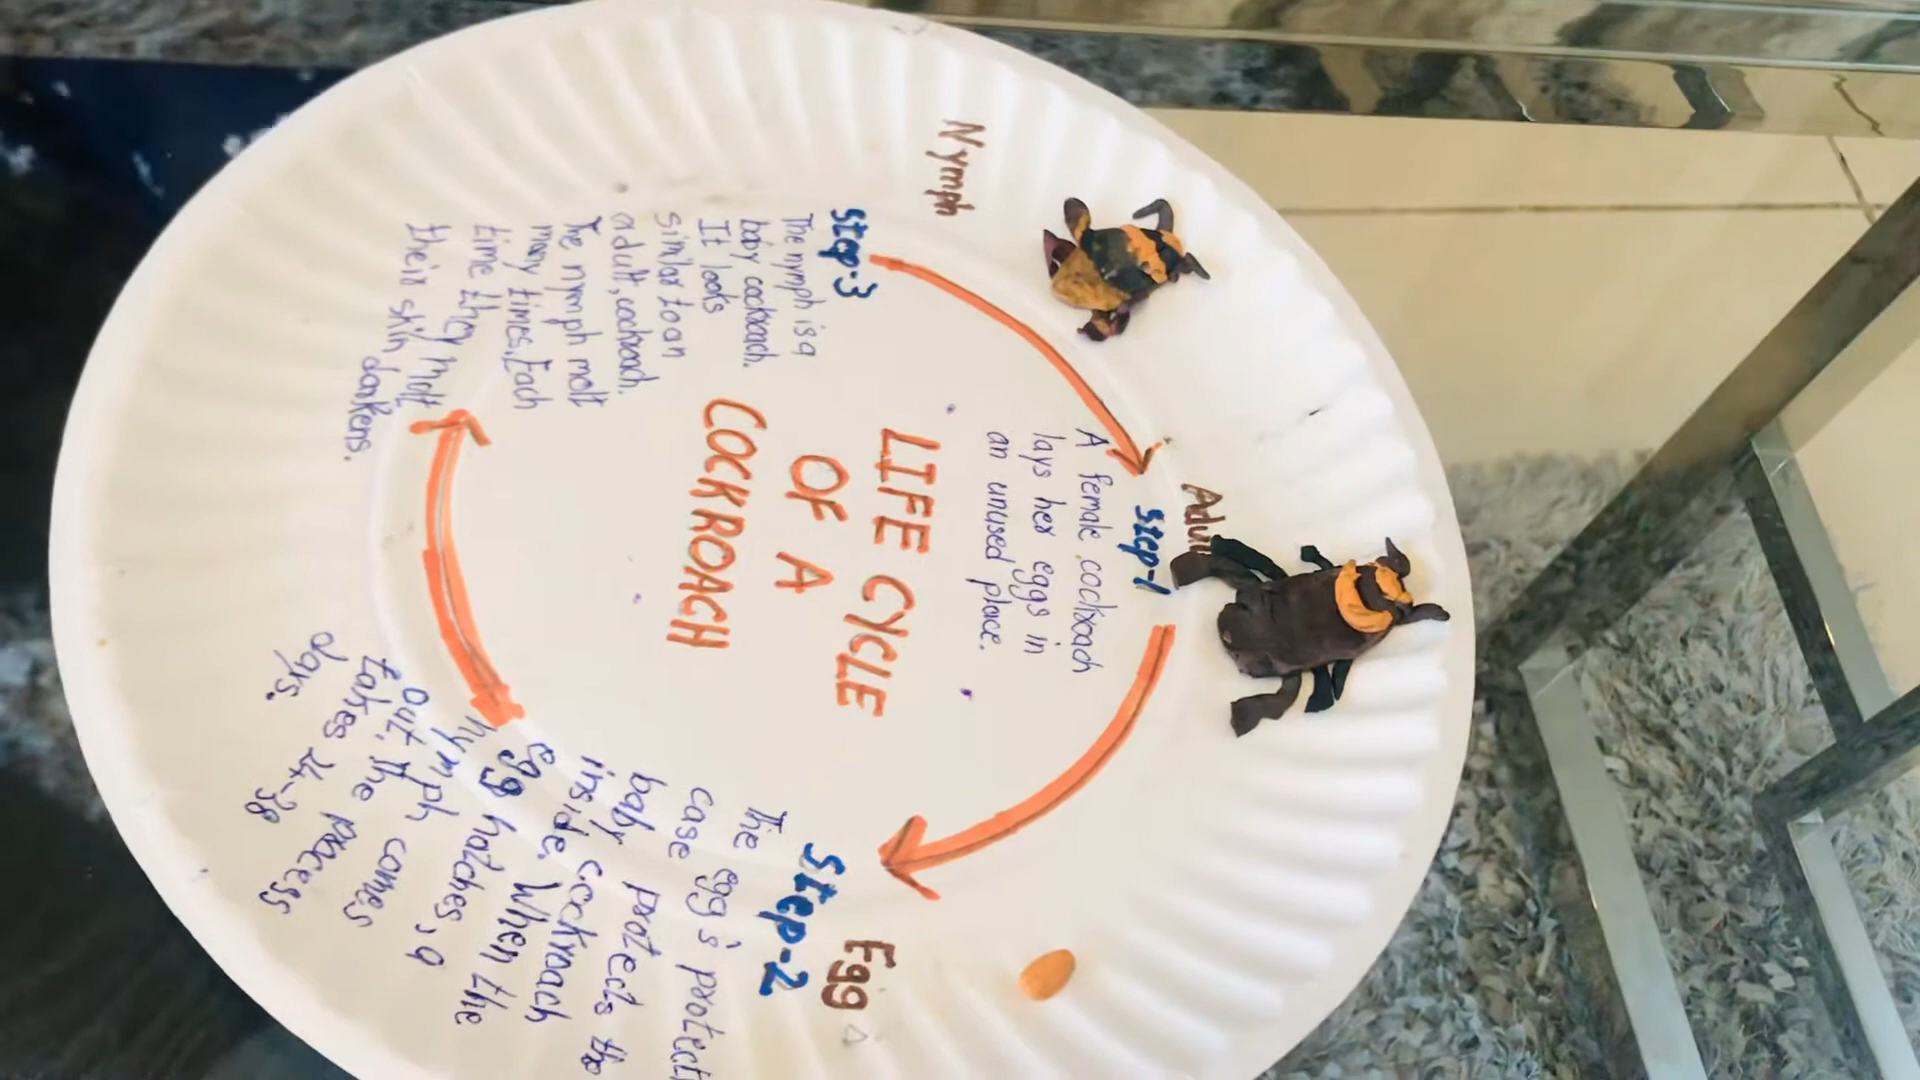 LIFE CYCLE
OF A
COCKROACH
Step-1
A female cockroach
lays her eggs in
an unused place.
Egg
Step-2
The egg's protect
case protects the
baby cockroach
inside. When the
egg hatches, a
nymph comes
out. The process
takes 24-38
days.
Nymph
Step-3
The nymph is a
baby cockroach.
It looks
similar to an
adult, cockroach.
The nymph molt
many times. Each
time they molt
their skin
darkens.